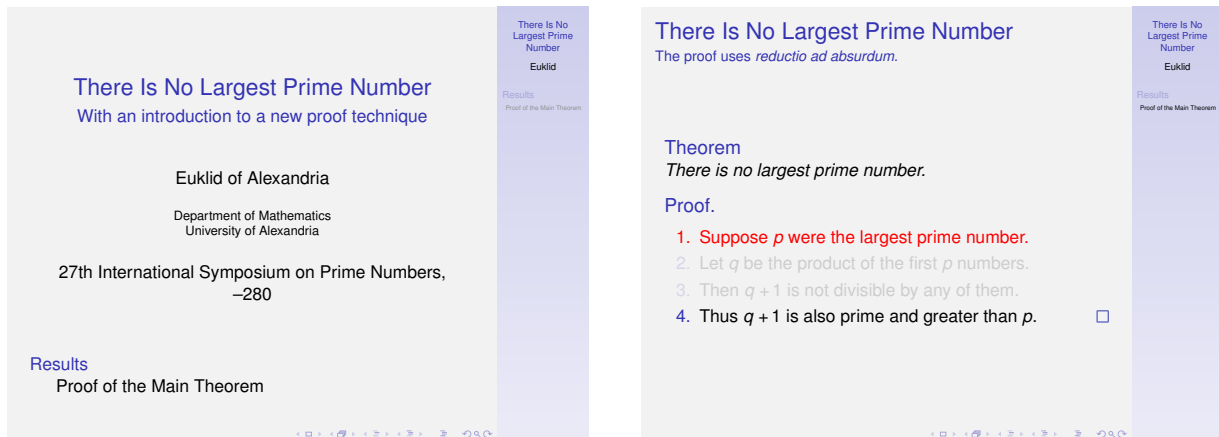 There Is No Largest Prime Number
With an introduction to a new proof technique
Euklid of Alexandria
Department of Mathematics
University of Alexandria
27th International Symposium on Prime Numbers,
–280
Results
Proof of the Main Theorem
There Is No
Largest Prime
Number
Euklid
Results
Proof of the Main Theorem
There Is No Largest Prime Number
The proof uses reductio ad absurdum.
Theorem
There is no largest prime number.
Proof.
1. Suppose p were the largest prime number.
2. Let q be the product of the first p numbers.
3. Then q + 1 is not divisible by any of them.
4. Thus q + 1 is also prime and greater than p. □
There Is No
Largest Prime
Number
Euklid
Results
Proof of the Main Theorem